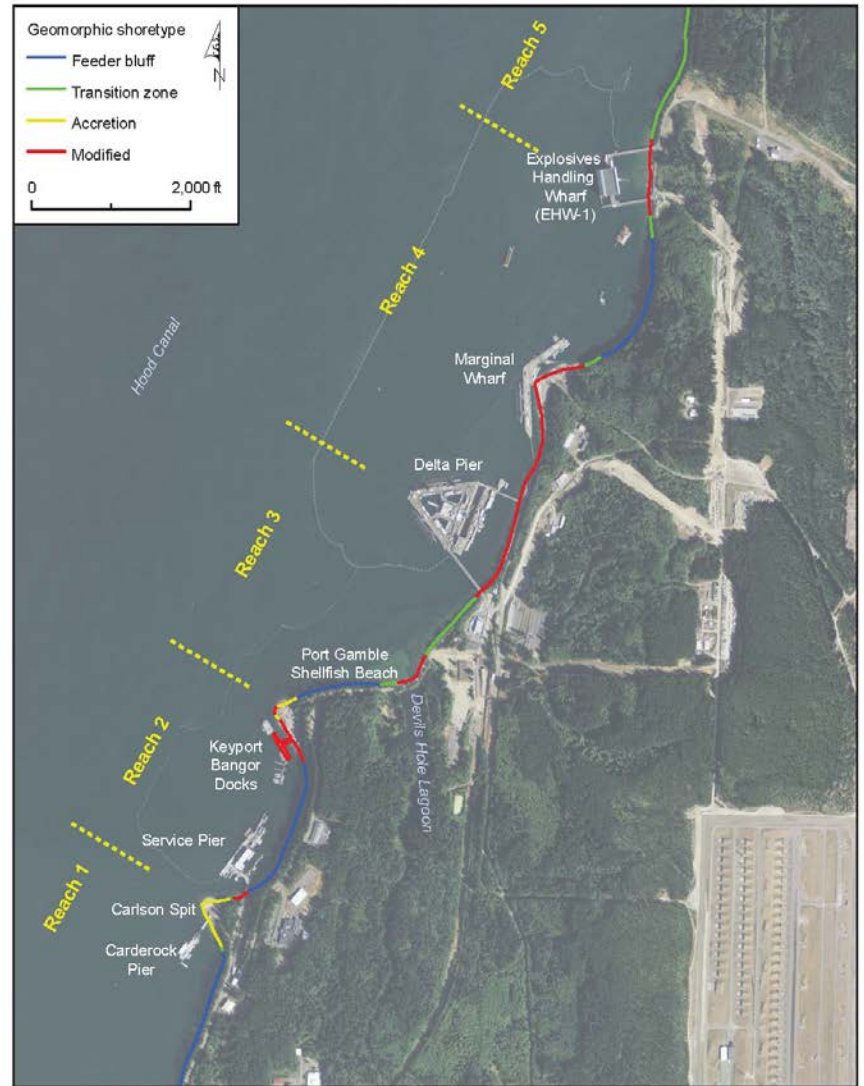 Geomorphic shoretype
N
Feeder bluff
Transition zone
Accretion
Modified
0 2,000 ft
Reach 5
Explosives
Handling
Wharf
(EHW-1)
Reach 4
Hood Canal
Marginal
Wharf
Delta Pier
Reach 3
Port Gamble
Shellfish Beach
Devils Hole Lagoon
Reach 2
Keyport
Bangor
Docks
Service Pier
Reach 1
Carlson Spit
Carderock
Pier